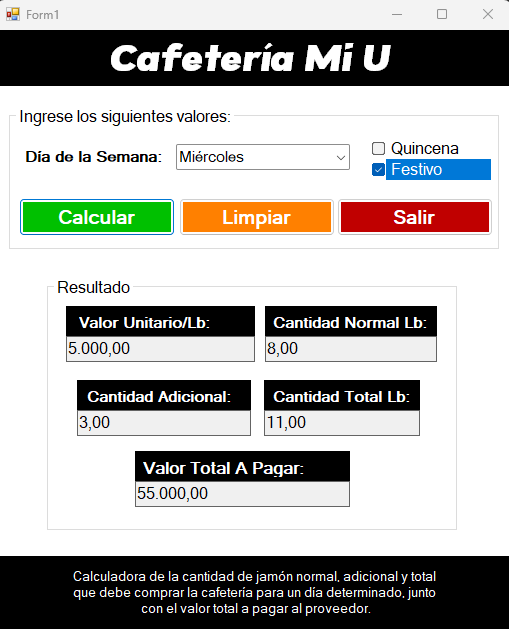 Form1
Cafetería Mi U
Ingrese los siguientes valores:
Día de la Semana: Miércoles
Quincena
Festivo
Calcular Limpiar Salir
Resultado
Valor Unitario/Lb: Cantidad Normal Lb:
5.000,00 8,00
Cantidad Adicional: Cantidad Total Lb:
3,00 11,00
Valor Total A Pagar:
55.000,00
Calculadora de la cantidad de jamón normal, adicional y total
que debe comprar la cafetería para un día determinado, junto
con el valor total a pagar al proveedor.